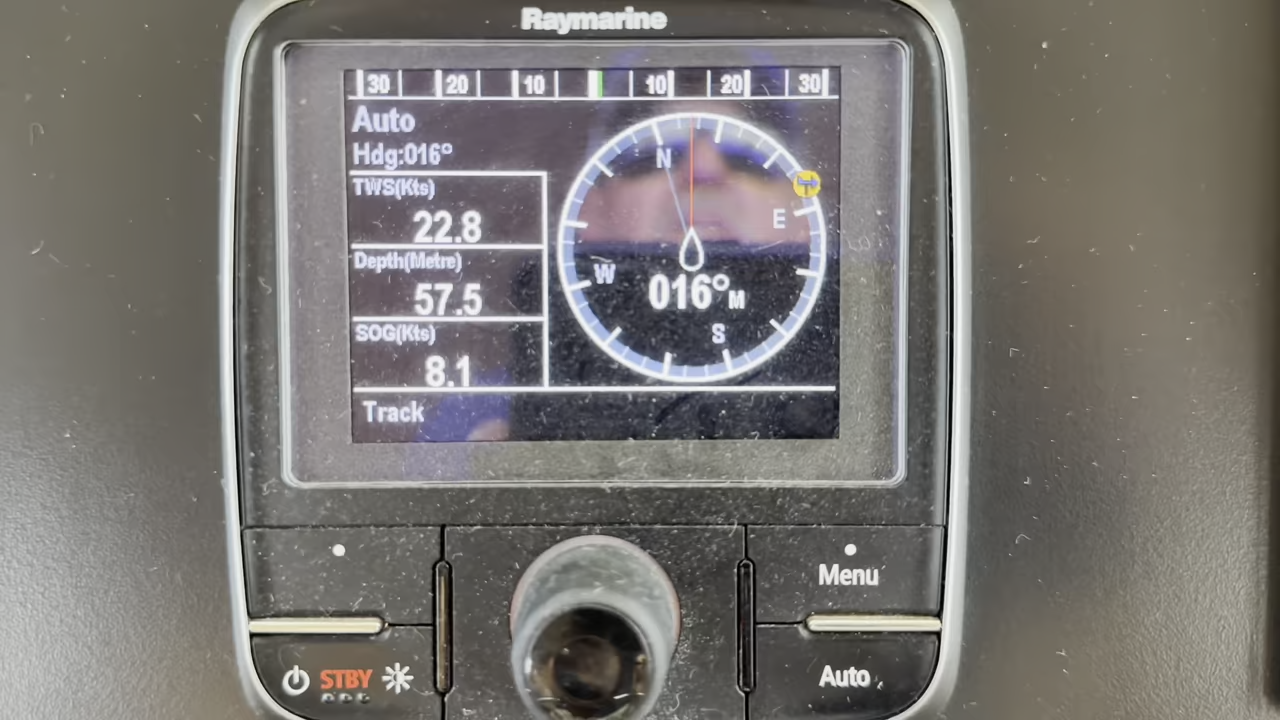 Raymarine
30 20 10 10 20 30
Auto
Hdg:016°
TWS(Kts)
22.8
Depth(Metre)
57.5
SOG(Kts)
8.1
N
E
W
S
016°M
Track
Menu
STBY
Auto